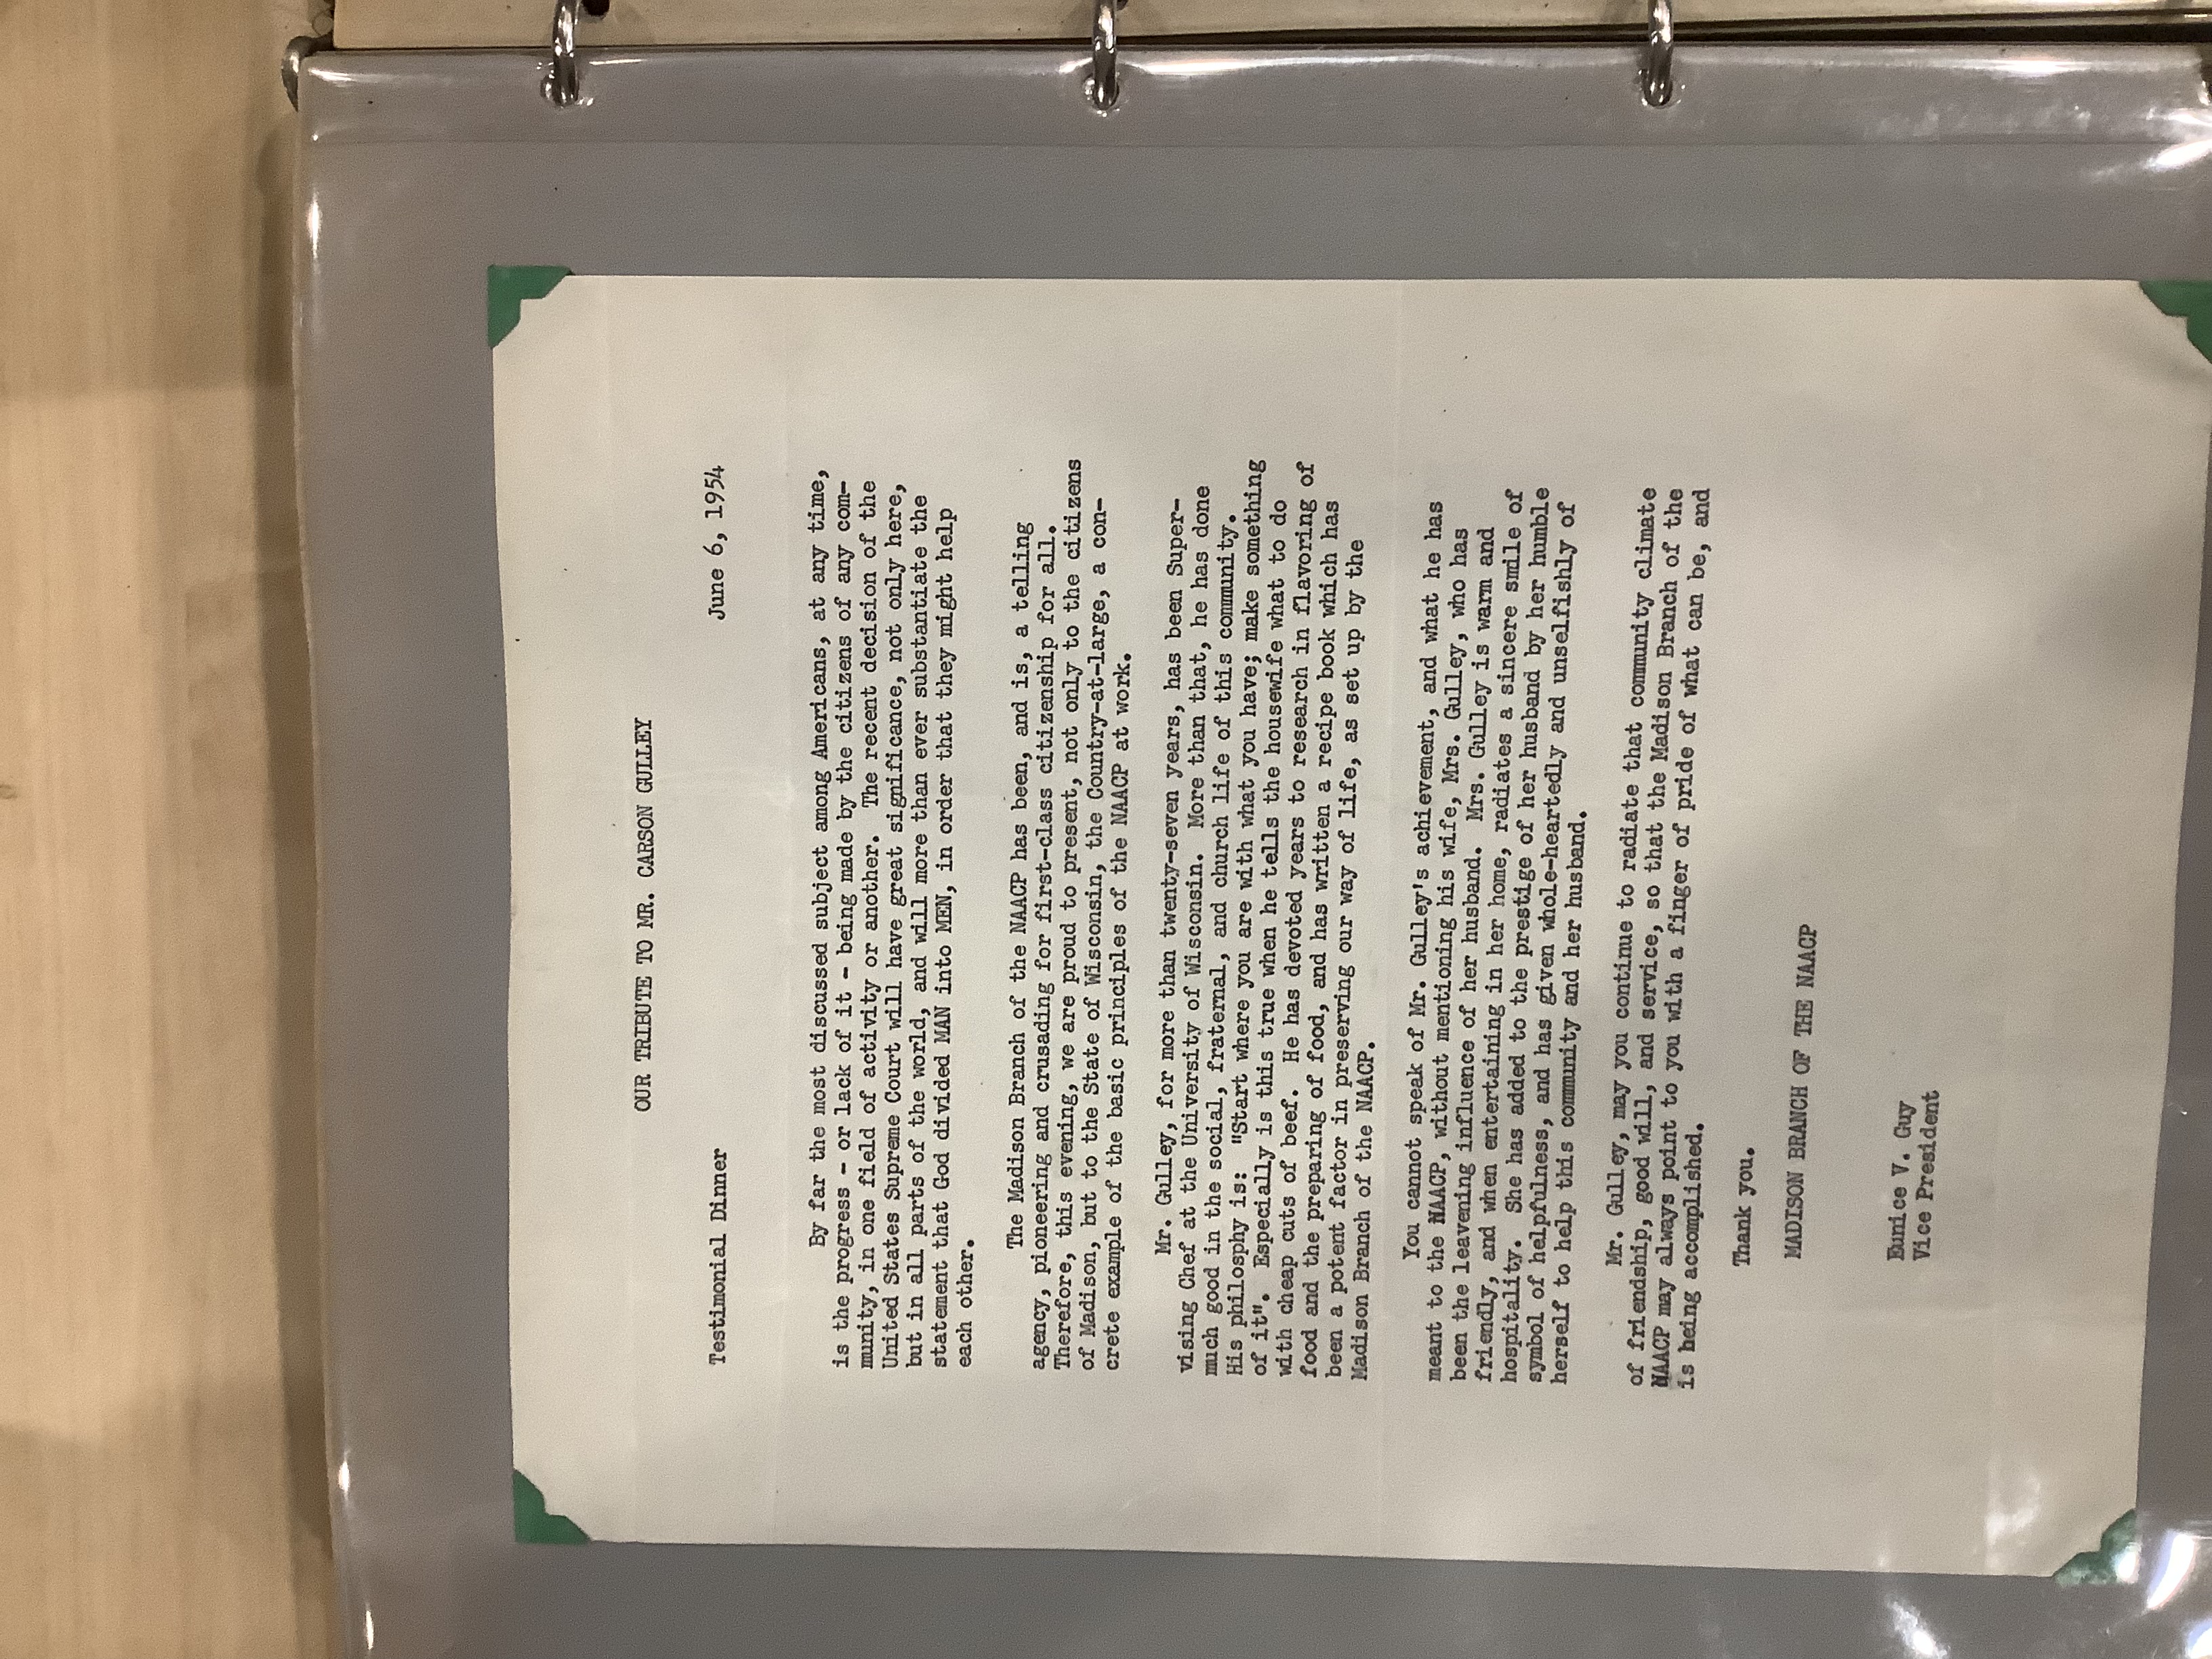 OUR TRIBUTE TO MR. CARSON GULLEY
Testimonial Dinner June 6, 1954
By far the most discussed subject among Americans, at any time,
is the progress - or lack of it - being made by the citizens of any com-
munity, in one field of activity or another. The recent decision of the
United States Supreme Court will have great significance, not only here,
but in all parts of the world, and will more than ever substantiate the
statement that God divided MAN into MEN, in order that they might help
each other.
The Madison Branch of the NAACP has been, and is, a telling
agency, pioneering and crusading for first-class citizenship for all.
Therefore, this evening, we are proud to present, not only to the citizens
of Madison, but to the State of Wisconsin, the Country-at-large, a con-
crete example of the basic principles of the NAACP at work.
Mr. Gulley, for more than twenty-seven years, has been Super-
vising Chef at the University of Wisconsin. More than that, he has done
much good in the social, fraternal, and church life of this community.
His philosphy is: "Start where you are with what you have; make something
of it". Especially is this true when he tells the housewife what to do
with cheap cuts of beef. He has devoted years to research in flavoring of
food and the preparing of food, and has written a recipe book which has
been a potent factor in preserving our way of life, as set up by the
Madison Branch of the NAACP.
You cannot speak of Mr. Gulley's achievement, and what he has
meant to the NAACP, without mentioning his wife, Mrs. Gulley, who has
been the leavening influence of her husband. Mrs. Gulley is warm and
friendly, and when entertaining in her home, radiates a sincere smile of
hospitality. She has added to the prestige of her husband by her humble
symbol of helpfulness, and has given whole-heartedly and unselfishly of
herself to help this community and her husband.
Mr. Gulley, may you continue to radiate that community climate
of friendship, good will, and service, so that the Madison Branch of the
NAACP may always point to you with a finger of pride of what can be, and
is being accomplished.
Thank you.
MADISON BRANCH OF THE NAACP
Eunice V. Guy
Vice President